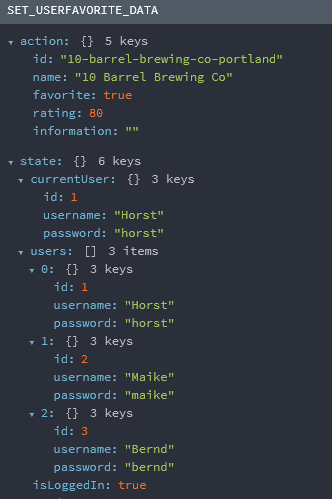 SET_USERFAVORITE_DATA
action: {} 5 keys
id: "10-barrel-brewing-co-portland"
name: "10 Barrel Brewing Co"
favorite: true
rating: 80
information: ""
state: {} 6 keys
currentUser: {} 3 keys
id: 1
username: "Horst"
password: "horst"
users: [] 3 items
0: {} 3 keys
id: 1
username: "Horst"
password: "horst"
1: {} 3 keys
id: 2
username: "Maike"
password: "maike"
2: {} 3 keys
id: 3
username: "Bernd"
password: "bernd"
isLoggedIn: true